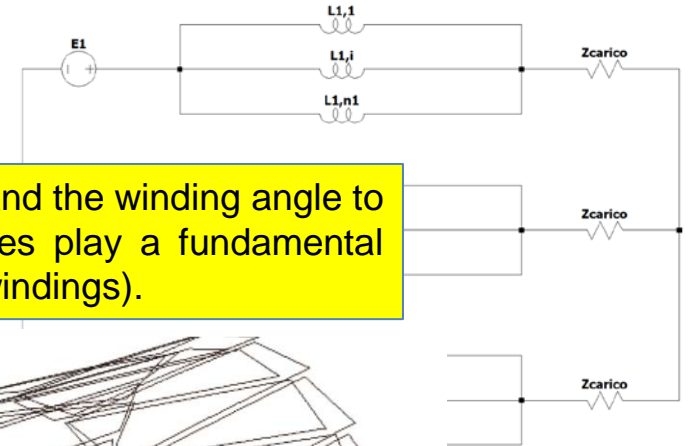 L1,1
E1
L1,i
Zcarico
L1,n1
nd the winding angle to
es play a fundamental
vindings).
Zcarico
Zcarico